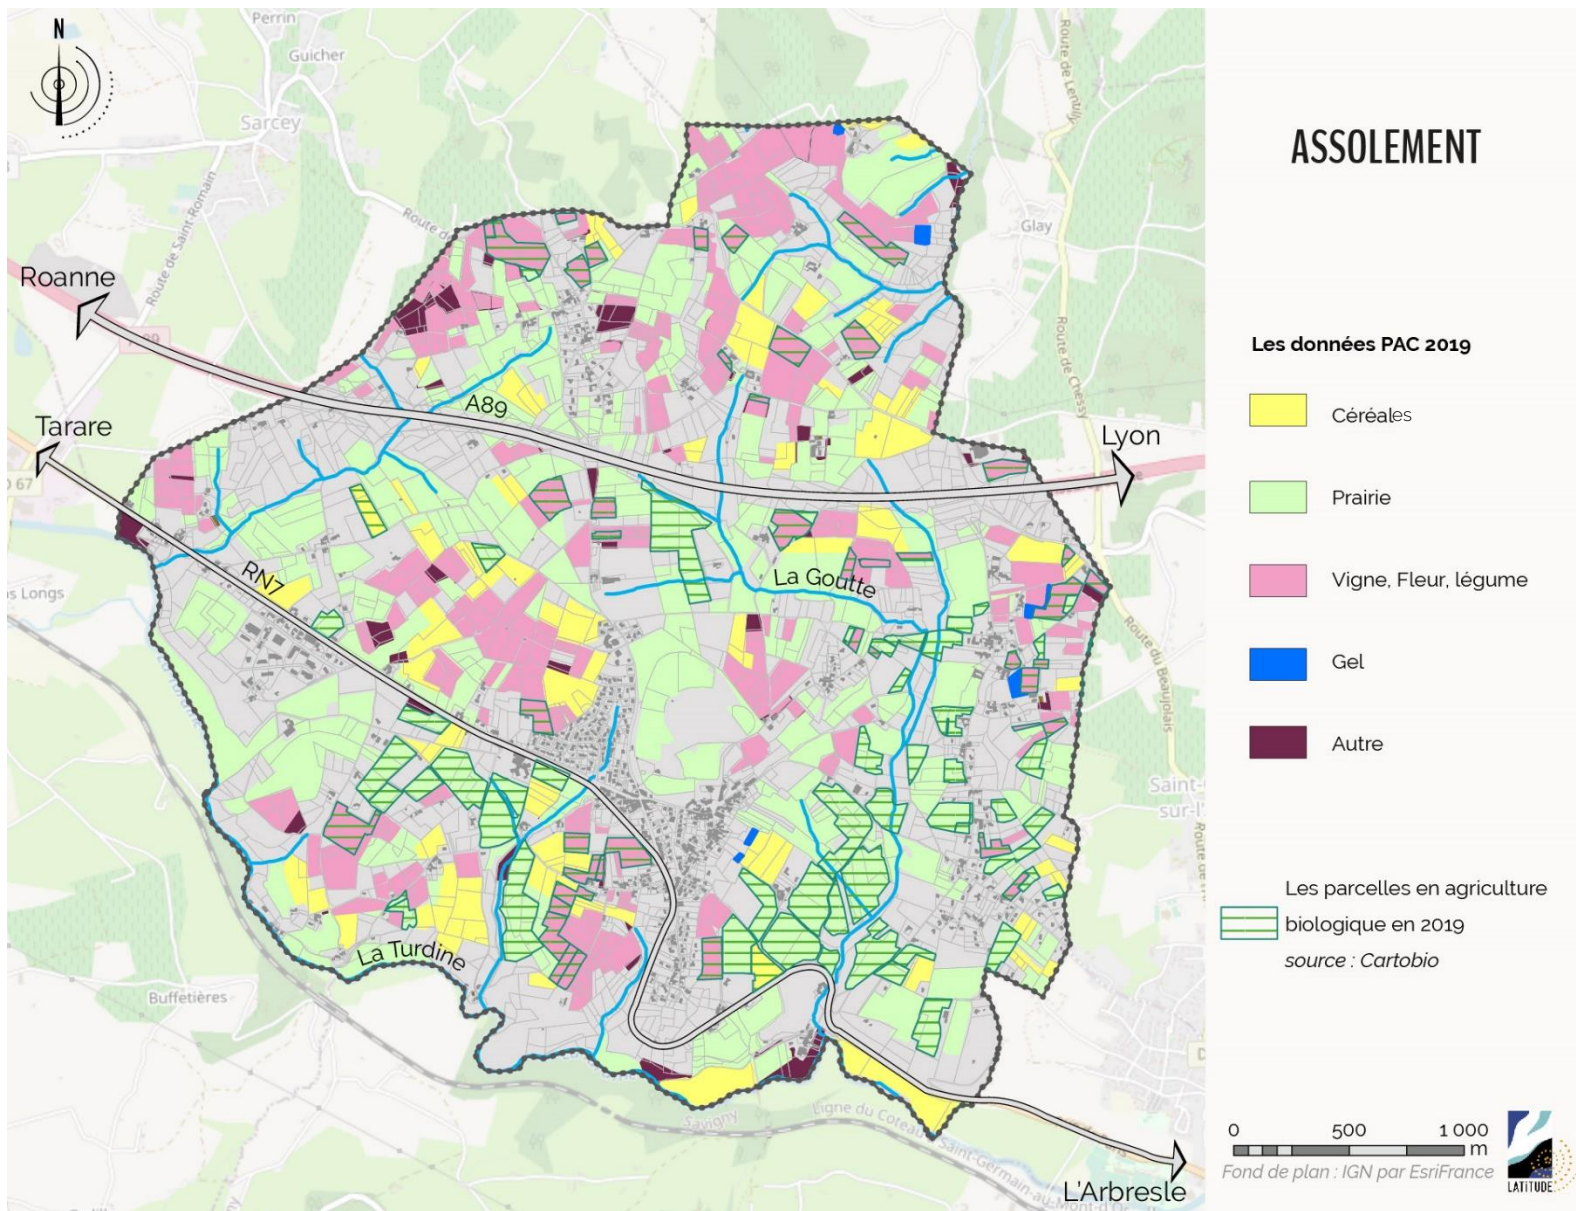 N
Perrin
Guicher
Sarcey
Route de Saint Romain
Route de Lentilly
Glay
Route de Chessy
Roanne
Tarare
D 67
A89
Lyon
RN7
La Goutte
Route du Beaujolais
La Turdine
Buffetières
Savigny
L'Arbresle
ASSOLEMENT
Les données PAC 2019
Céréales
Prairie
Vigne, Fleur, légume
Gel
Autre
Les parcelles en agriculture
biologique en 2019
source : Cartobio
0 500 1 000
m
Fond de plan : IGN par EsriFrance
LATITUDE